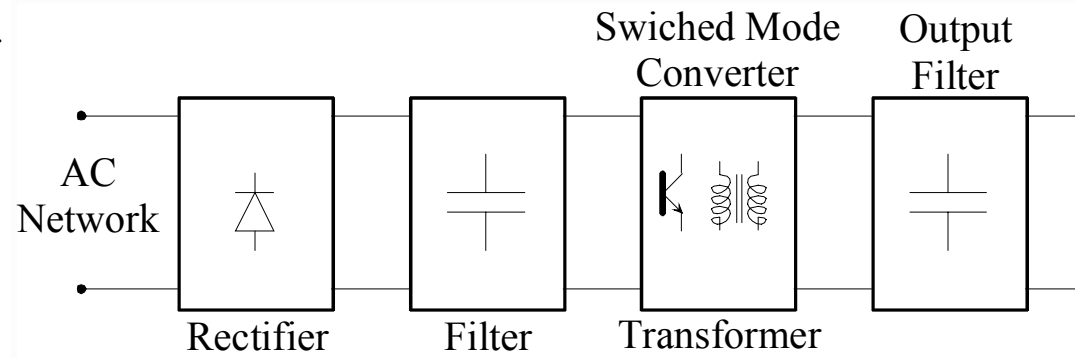 Swiched Mode
Converter
Output
Filter
AC
Network
Rectifier
Filter
Transformer